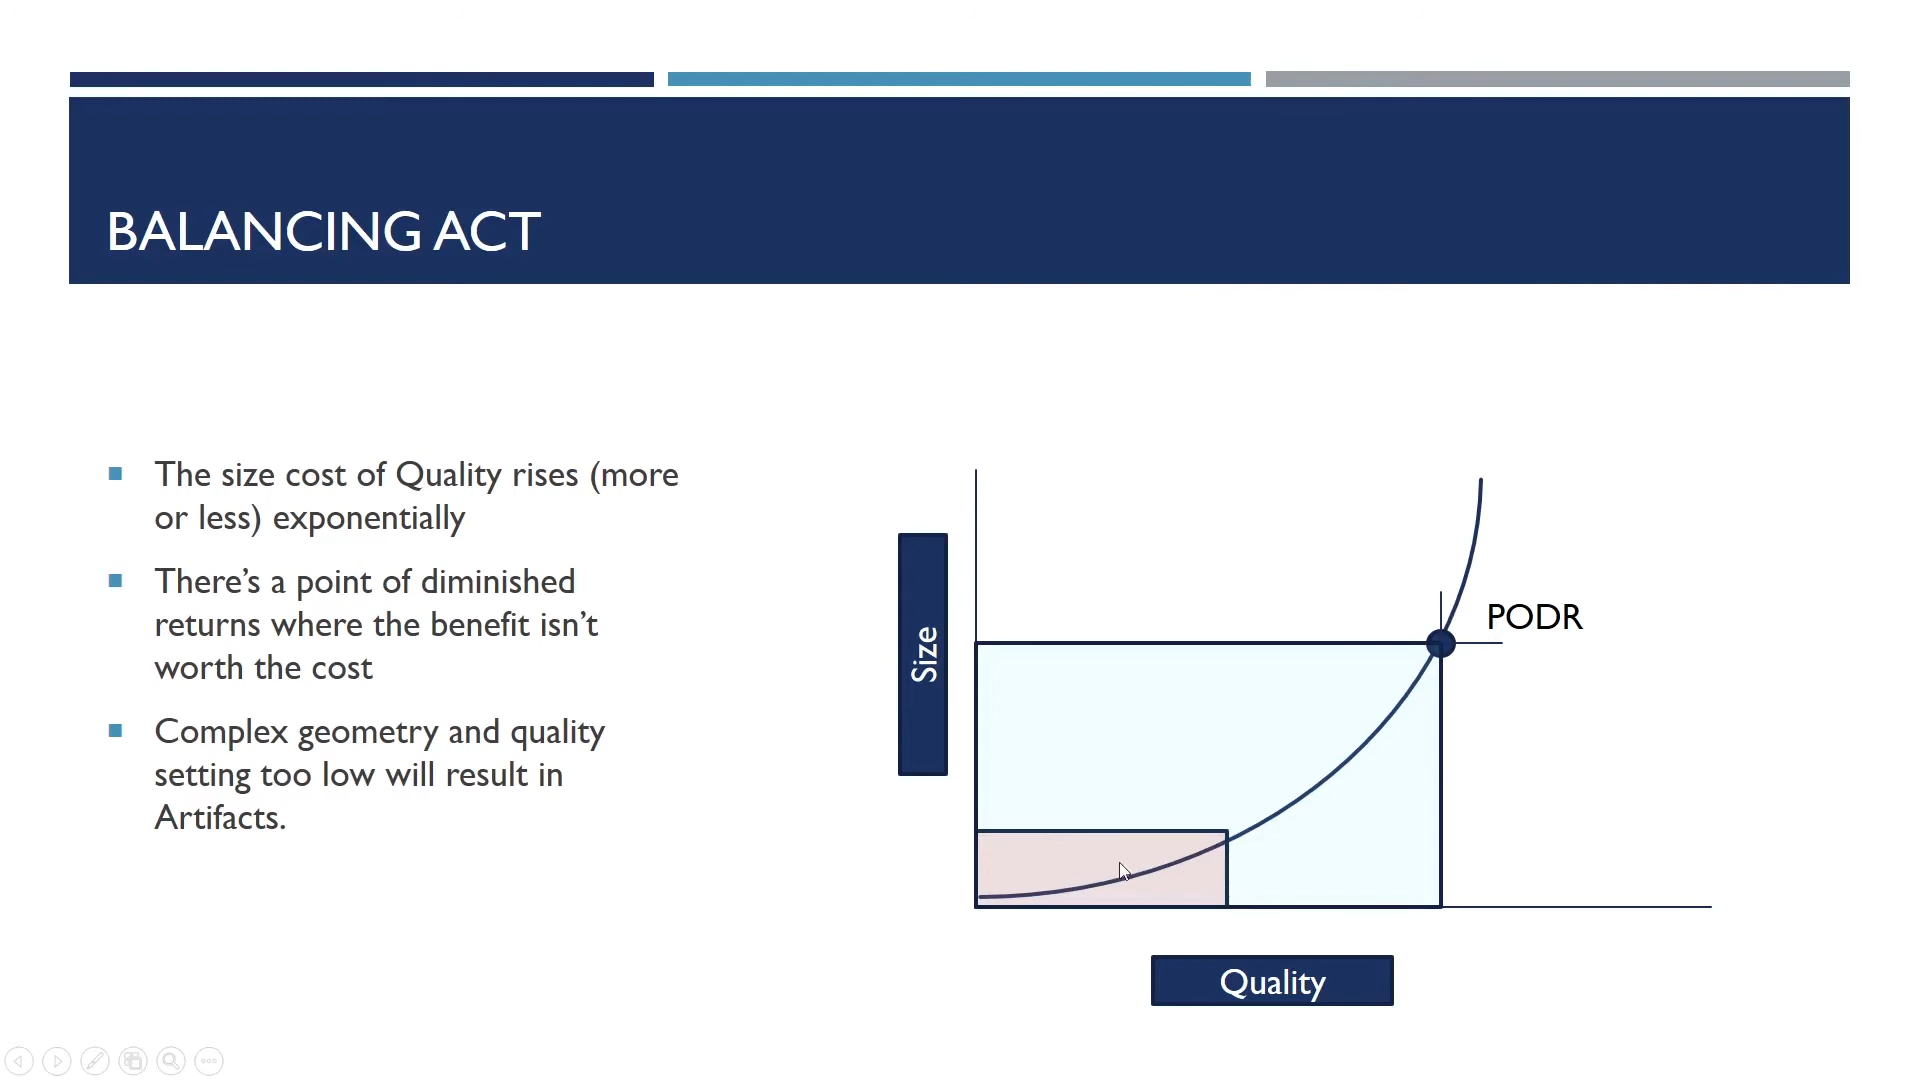 BALANCING ACT
The size cost of Quality rises (more
or less) exponentially
There’s a point of diminished
returns where the benefit isn’t
worth the cost
Complex geometry and quality
setting too low will result in
Artifacts.
Size
PODR
Quality